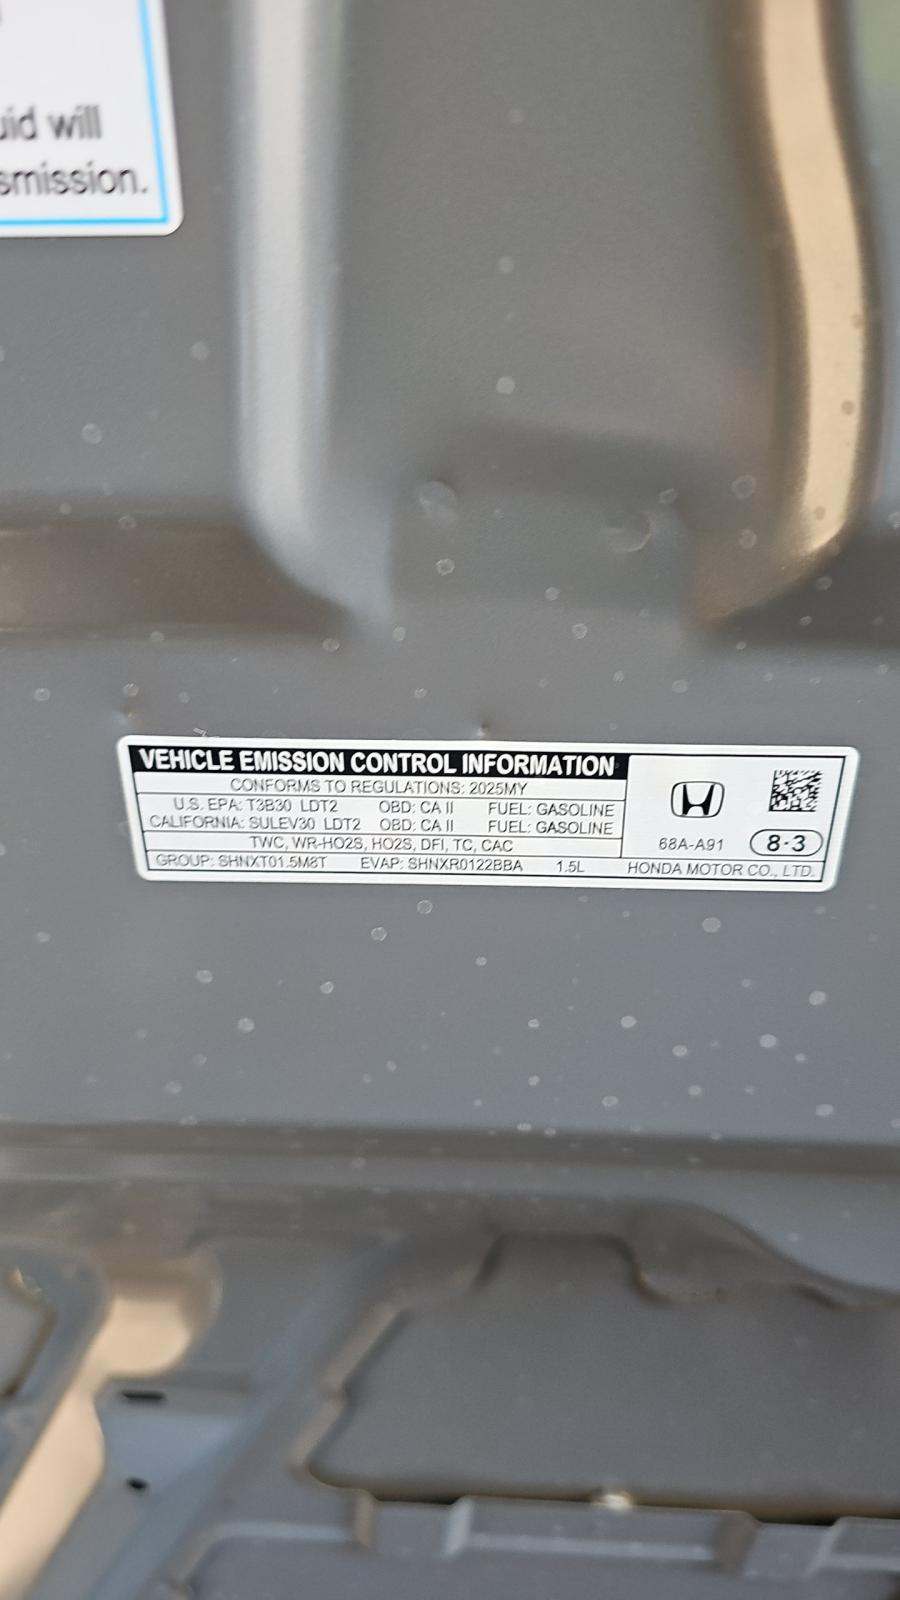 will
VEHICLE EMISSION CONTROL INFORMATION
CONFORMS TO REGULATIONS: 2025MY
U.S. EPA: T3B30 LDT2 OBD: CA II FUEL: GASOLINE
CALIFORNIA: SULEV30 LDT2 OBD: CA II FUEL: GASOLINE
TWC, WR-HO2S, HO2S, DFI, TC, CAC
GROUP: SHNXT01.5M8T EVAP: SHNXR0122BBA 1.5L
68A-A91 8-3
HONDA MOTOR CO., LTD.